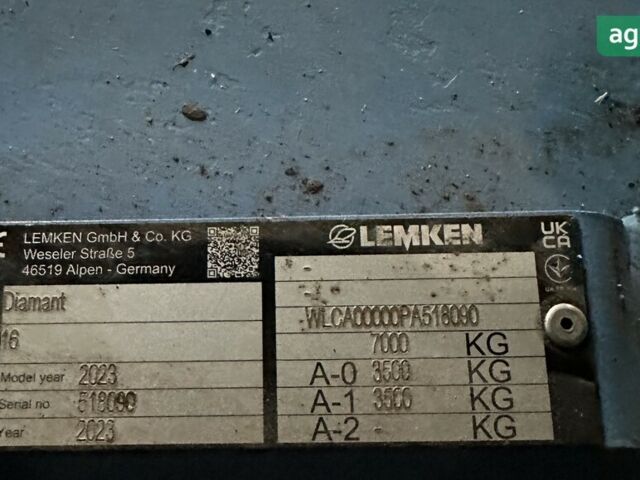 ag
LEMKEN GmbH & Co. KG
Weseler Straße 5
46519 Alpen - Germany
LEMKEN
UK
CA
Diamant
16
Model year 2023
Serial no 518090
Year 2023
-
-
WLCA00000PA518090
7000 KG
A-0 3500 KG
A-1 3500 KG
A-2 - KG